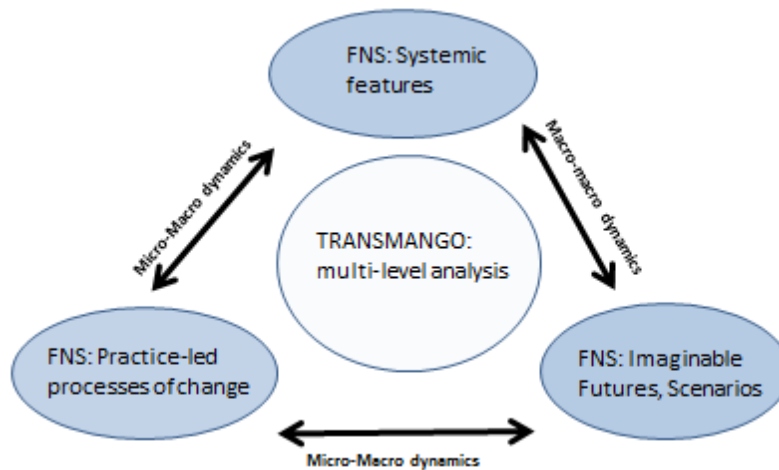 FNS: Systemic
features
Micro-Macro dynamics
Macro-macro dynamics
TRANSMANGO:
multi-level analysis
FNS: Practice-led
processes of change
FNS: Imaginable
Futures, Scenarios
Micro-Macro dynamics